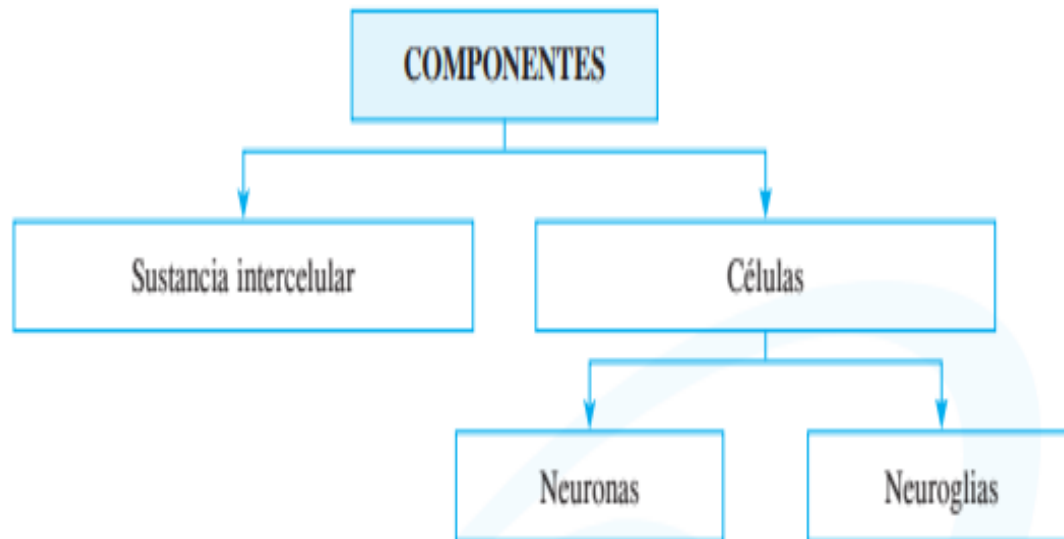 COMPONENTES
Sustancia intercelular
Células
Neuronas
Neuroglias